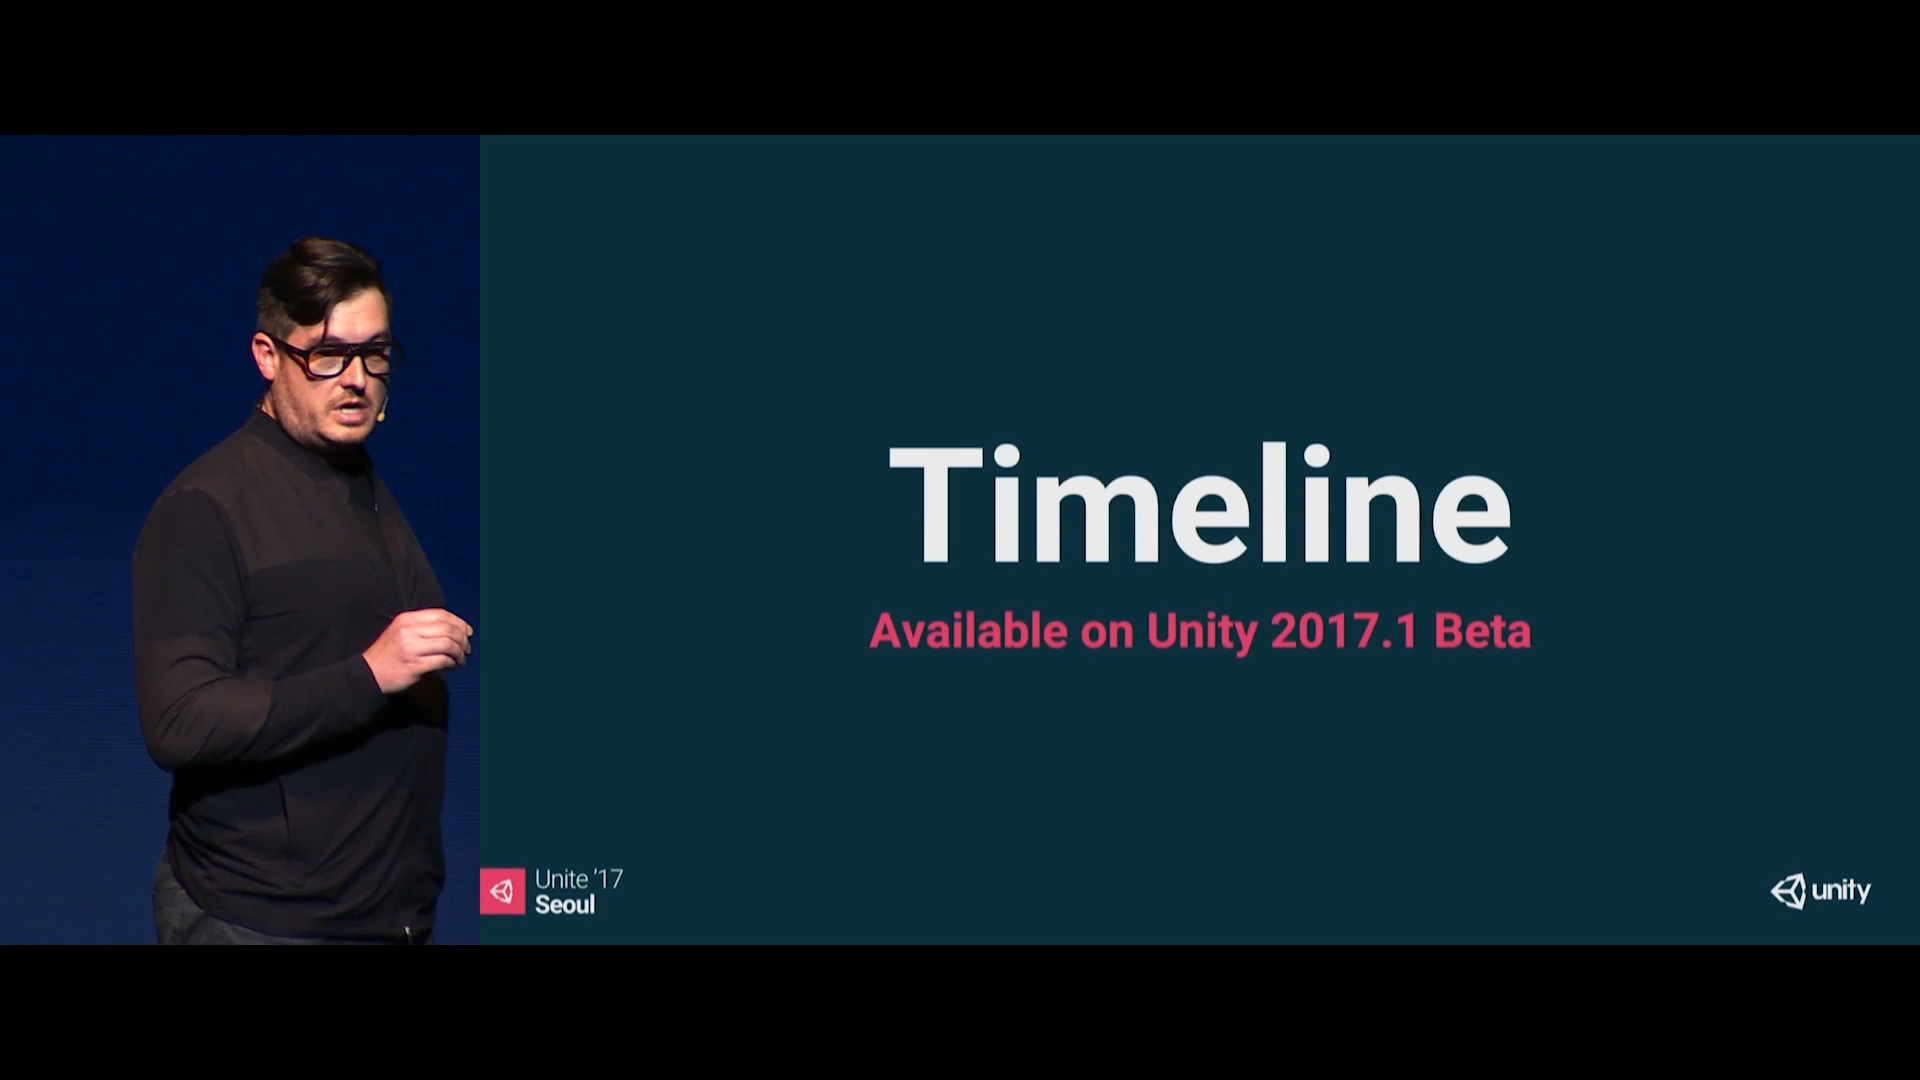 Timeline
Available on Unity 2017.1 Beta
Unite '17
Seoul
unity